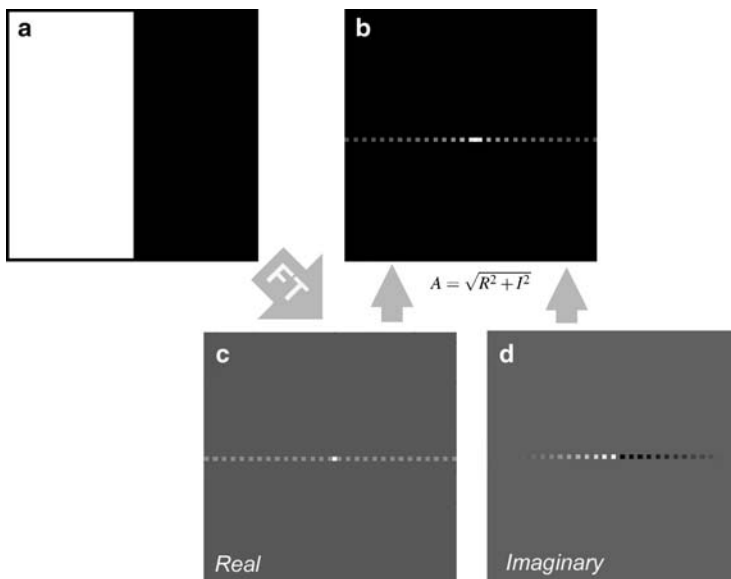 a
b
FT
A = √R² + I²
c
d
Real
Imaginary